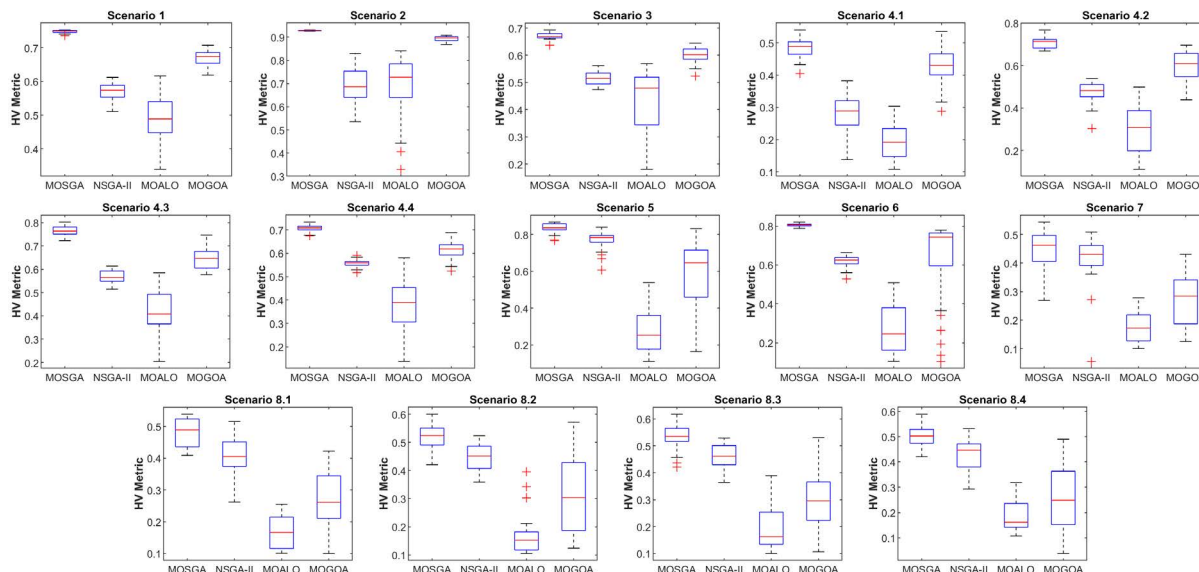 Scenario 1
HV Metric
0.7
0.6
0.5
0.4
MOSGA NSGA-II MOALO MOGOA
Scenario 2
HV Metric
0.9
0.8
0.7
0.6
0.5
0.4
0.3
MOSGA NSGA-II MOALO MOGOA
Scenario 3
HV Metric
0.7
0.6
0.5
0.4
0.3
0.2
MOSGA NSGA-II MOALO MOGOA
Scenario 4.1
HV Metric
0.5
0.4
0.3
0.2
0.1
MOSGA NSGA-II MOALO MOGOA
Scenario 4.2
HV Metric
0.8
0.6
0.4
0.2
MOSGA NSGA-II MOALO MOGO
Scenario 4.3
HV Metric
0.8
0.7
0.6
0.5
0.4
0.3
0.2
MOSGA NSGA-II MOALO MOGOA
Scenario 4.4
HV Metric
0.7
0.6
0.5
0.4
0.3
0.2
MOSGA NSGA-II MOALO MOGOA
Scenario 5
HV Metric
0.8
0.6
0.4
0.2
MOSGA NSGA-II MOALO MOGOA
Scenario 6
HV Metric
0.8
0.6
0.4
0.2
MOSGA NSGA-II MOALO MOGOA
Scenario 7
HV Metric
0.5
0.4
0.3
0.2
0.1
MOSGA NSGA-II MOALO MOGOA
Scenario 8.1
HV Metric
0.5
0.4
0.3
0.2
0.1
MOSGA NSGA-II MOALO MOGOA
Scenario 8.2
HV Metric
0.6
0.5
0.4
0.3
0.2
0.1
MOSGA NSGA-II MOALO MOGOA
Scenario 8.3
HV Metric
0.6
0.5
0.4
0.3
0.2
0.1
MOSGA NSGA-II MOALO MOGOA
Scenario 8.4
HV Metric
0.6
0.5
0.4
0.3
0.2
0.1
MOSGA NSGA-II MOALO MOGOA